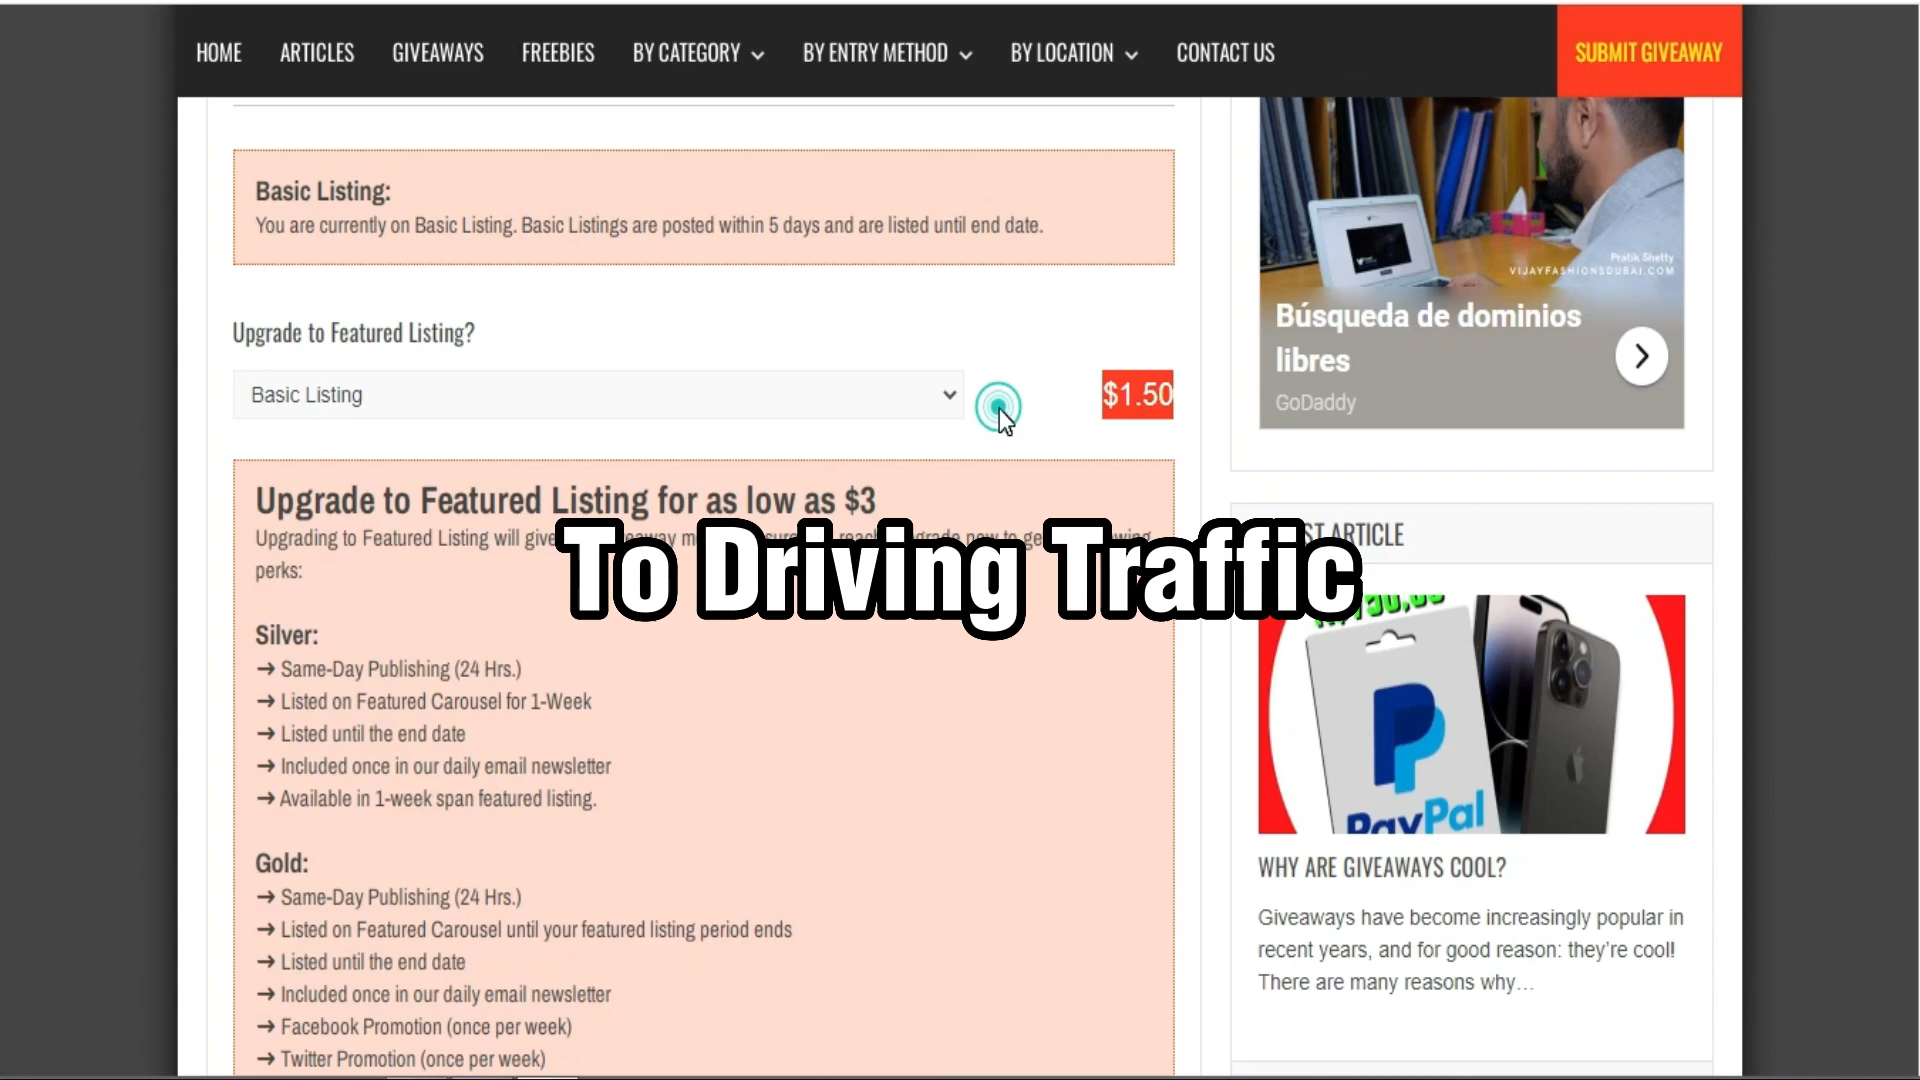 HOME ARTICLES GIVEAWAYS FREEBIES BY CATEGORY BY ENTRY METHOD BY LOCATION CONTACT US SUBMIT GIVEAWAY
Basic Listing:
You are currently on Basic Listing. Basic Listings are posted within 5 days and are listed until end date.
Upgrade to Featured Listing?
Basic Listing
$1.50
Upgrade to Featured Listing for as low as $3
Upgrading to Featured Listing will give
perks:
To Driving Traffic
Silver:
→ Same-Day Publishing (24 Hrs.)
→ Listed on Featured Carousel for 1-Week
→ Listed until the end date
→ Included once in our daily email newsletter
→ Available in 1-week span featured listing.
Gold:
→ Same-Day Publishing (24 Hrs.)
→ Listed on Featured Carousel until your featured listing period ends
→ Listed until the end date
→ Included once in our daily email newsletter
→ Facebook Promotion (once per week)
→ Twitter Promotion (once per week)
Pratik Shetty
VIJAYFASHIONSDUBAI.COM
Búsqueda de dominios
libres
GoDaddy
ARTICLE
PayPal
WHY ARE GIVEAWAYS COOL?
Giveaways have become increasingly popular in
recent years, and for good reason: they're cool!
There are many reasons why…